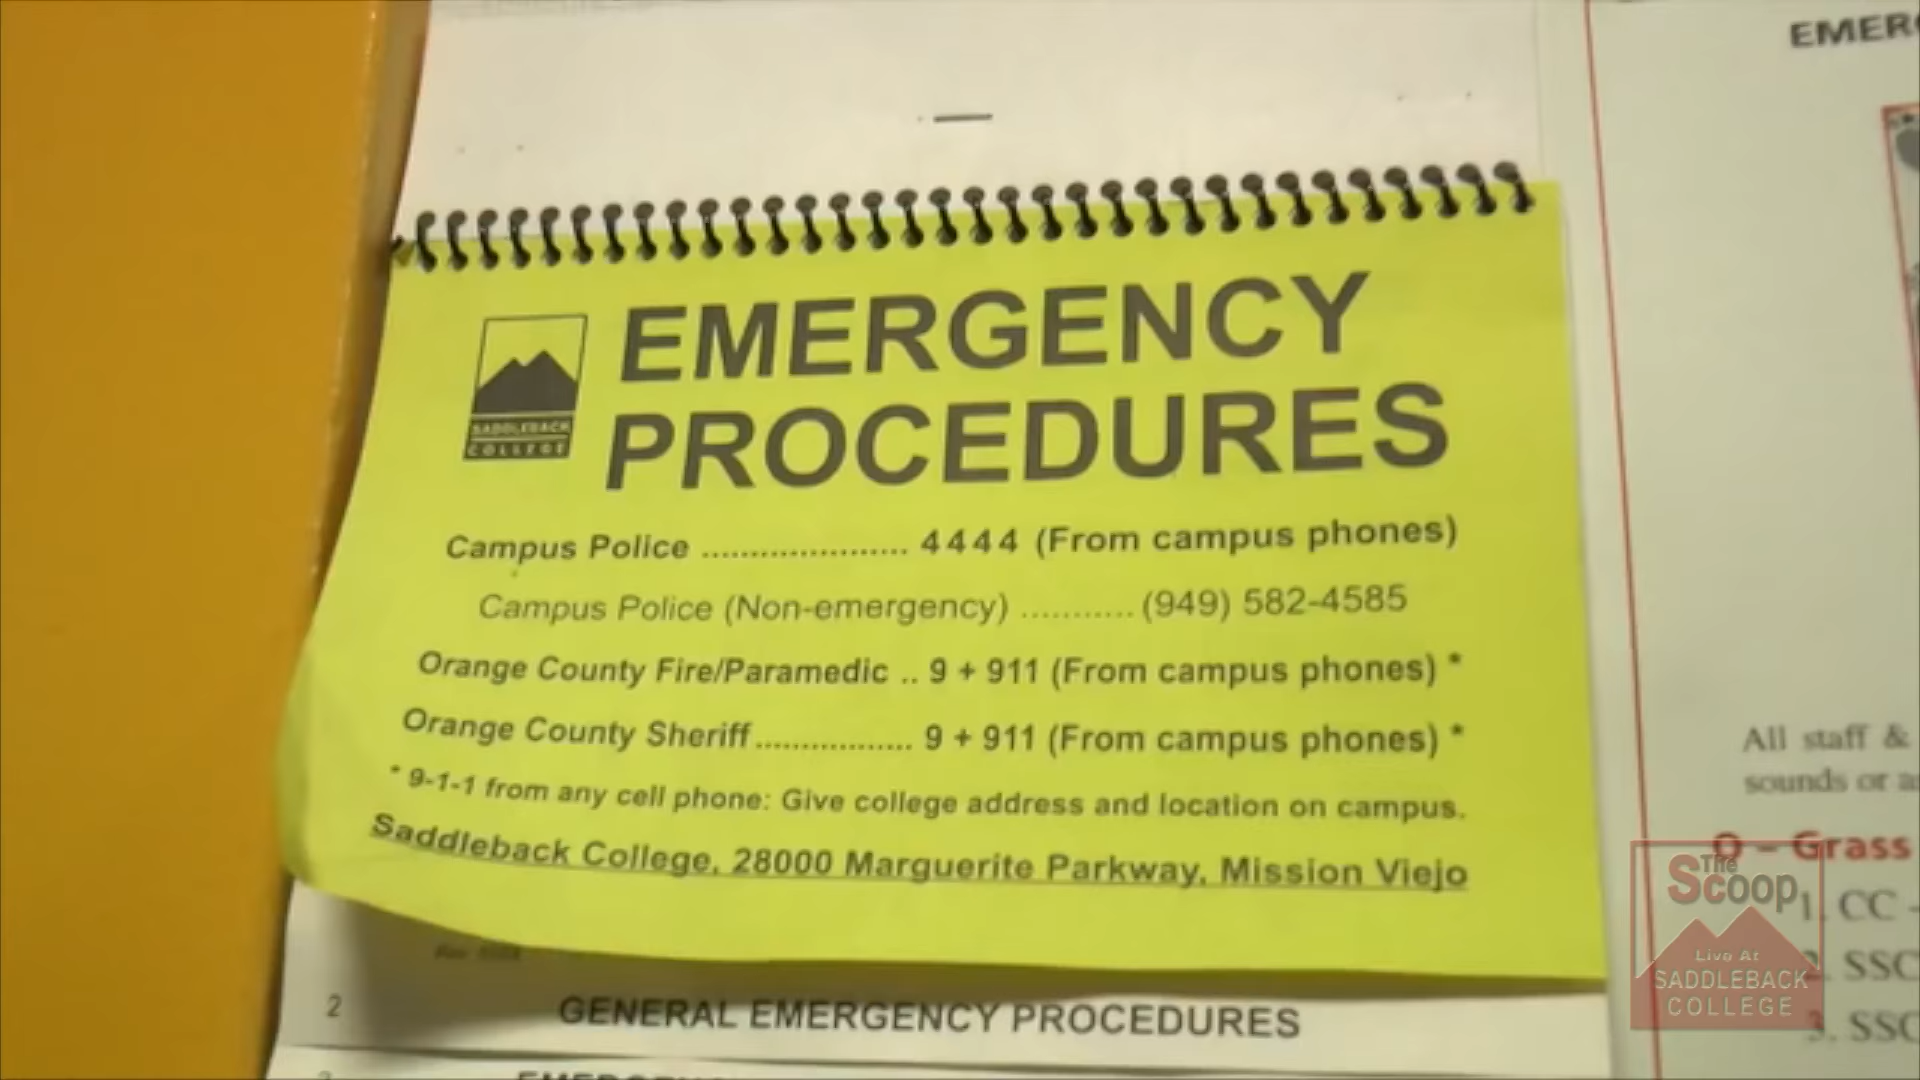 EMERGENCY
PROCEDURES
SADDLEBACK
COLLEGE
Campus Police ..................... 4444 (From campus phones)
Campus Police (Non-emergency) ........... (949) 582-4585
Orange County Fire/Paramedic .. 9 + 911 (From campus phones) *
Orange County Sheriff ................. 9 + 911 (From campus phones) *
* 9-1-1 from any cell phone: Give college address and location on campus.
Saddleback College, 28000 Marguerite Parkway, Mission Viejo
2 GENERAL EMERGENCY PROCEDURES
All staff &
sounds or
O – Grass
1. CC -
2. SSC
3. SSC
The
Scoop
Live At
SADDLEBACK
COLLEGE